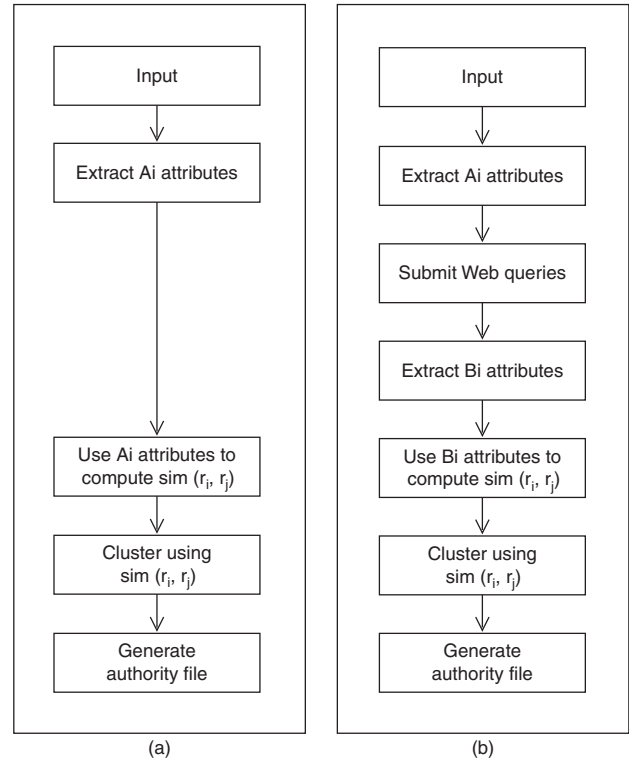 Input
Extract Ai attributes
Use Ai attributes to
compute sim (rᵢ, rⱼ)
Cluster using
sim (rᵢ, rⱼ)
Generate
authority file
(a)
Input
Extract Ai attributes
Submit Web queries
Extract Bi attributes
Use Bi attributes to
compute sim (rᵢ, rⱼ)
Cluster using
sim (rᵢ, rⱼ)
Generate
authority file
(b)